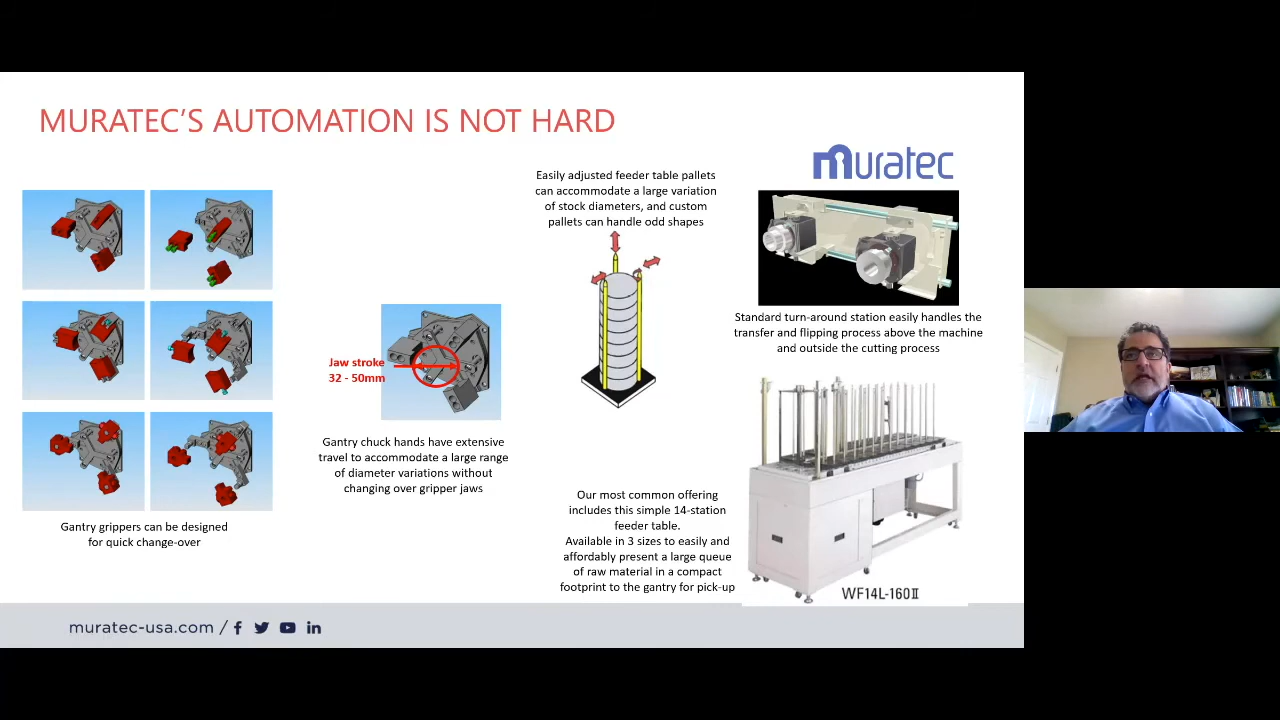 MURATEC'S AUTOMATION IS NOT HARD
muratec
Easily adjusted feeder table pallets
can accommodate a large variation
of stock diameters, and custom
pallets can handle odd shapes
Standard turn-around station easily handles the
transfer and flipping process above the machine
and outside the cutting process
Jaw stroke
32 - 50mm
Gantry chuck hands have extensive
travel to accommodate a large range
of diameter variations without
changing over gripper jaws
Gantry grippers can be designed
for quick change-over
Our most common offering
includes this simple 14-station
feeder table.
Available in 3 sizes to easily and
affordably present a large queue
of raw material in a compact
footprint to the gantry for pick-up
WF14L-160Ⅱ
muratec-usa.com /